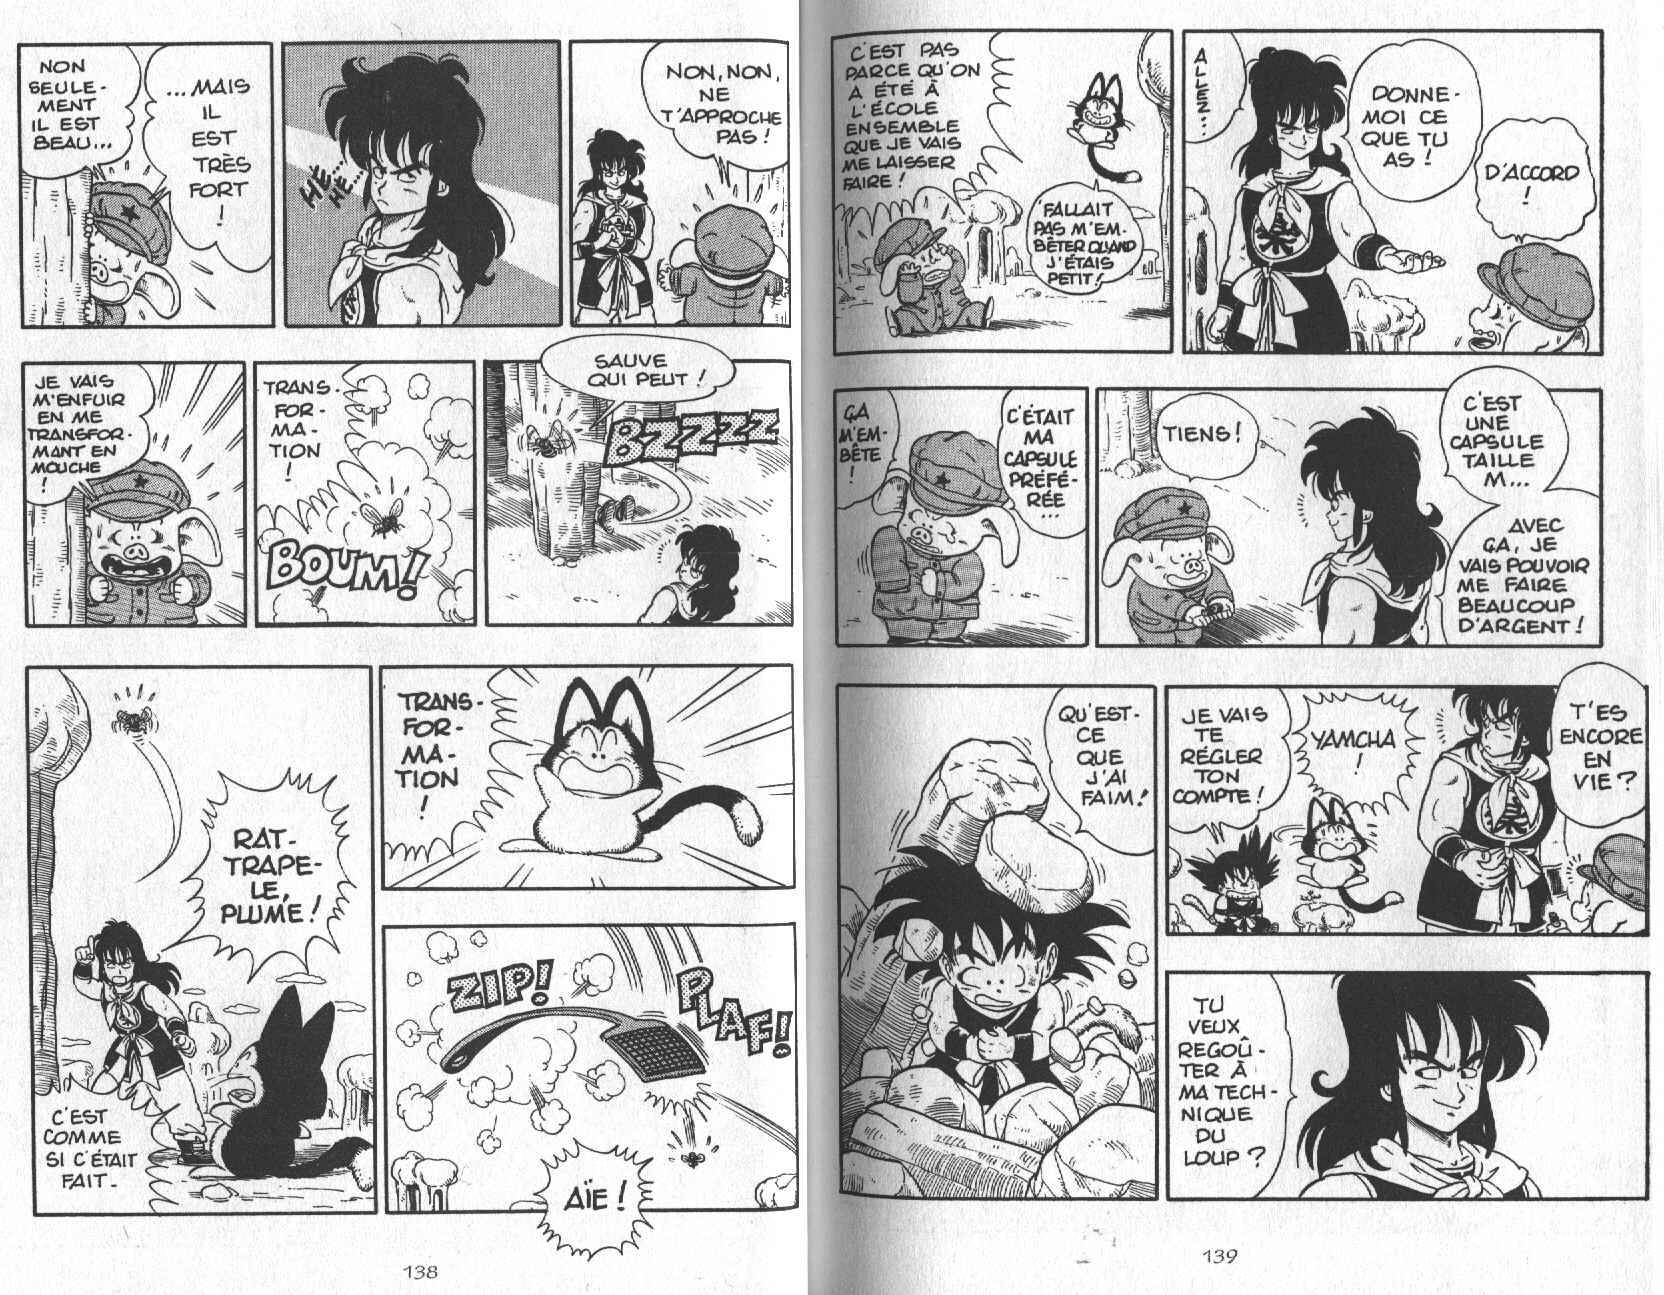 NON
SEULE-
MENT
IL EST
BEAU...
...MAIS
IL
EST
TRÈS
FORT
!
HE...
HE...
NON, NON,
NE
T'APPROCHE
PAS !
JE VAIS
M'ENFUIR
EN ME
TRANSFOR-
MANT EN
MOUCHE
!
TRANS-
FOR-
MA-
TION
!
BOUM!
SAUVE
QUI PEUT !
BZZZZZ
RAT-
TRAPE-
LE,
PLUME !
C'EST
COMME
SI C'ÉTAIT
FAIT.
TRANS-
FOR-
MA-
TION
!
ZIP!
PLAF!
AÏE !
138
C'EST PAS
PARCE QU'ON
A ÉTÉ À
L'ÉCOLE
ENSEMBLE
QUE JE VAIS
ME LAISSER
FAIRE !
'FALLAIT
PAS M'EM-
BÊTER QUAND
J'ÉTAIS
PETIT !
ALLEZ...
DONNE-
MOI CE
QUE TU
AS !
D'ACCORD
!
ÇA
M'EM-
BÊTE
!
C'ÉTAIT
MA
CAPSULE
PRÉFÉ-
RÉE
...
TIENS !
C'EST
UNE
CAPSULE
TAILLE
M...
AVEC
ÇA, JE
VAIS POUVOIR
ME FAIRE
BEAUCOUP
D'ARGENT !
QU'EST-
CE
QUE
J'AI
FAIM !
JE VAIS
TE
RÉGLER
TON
COMPTE !
YAMCHA
!
T'ES
ENCORE
EN
VIE ?
TU
VEUX
REGOÛ-
TER À
MA TECH-
NIQUE
DU
LOUP ?
139